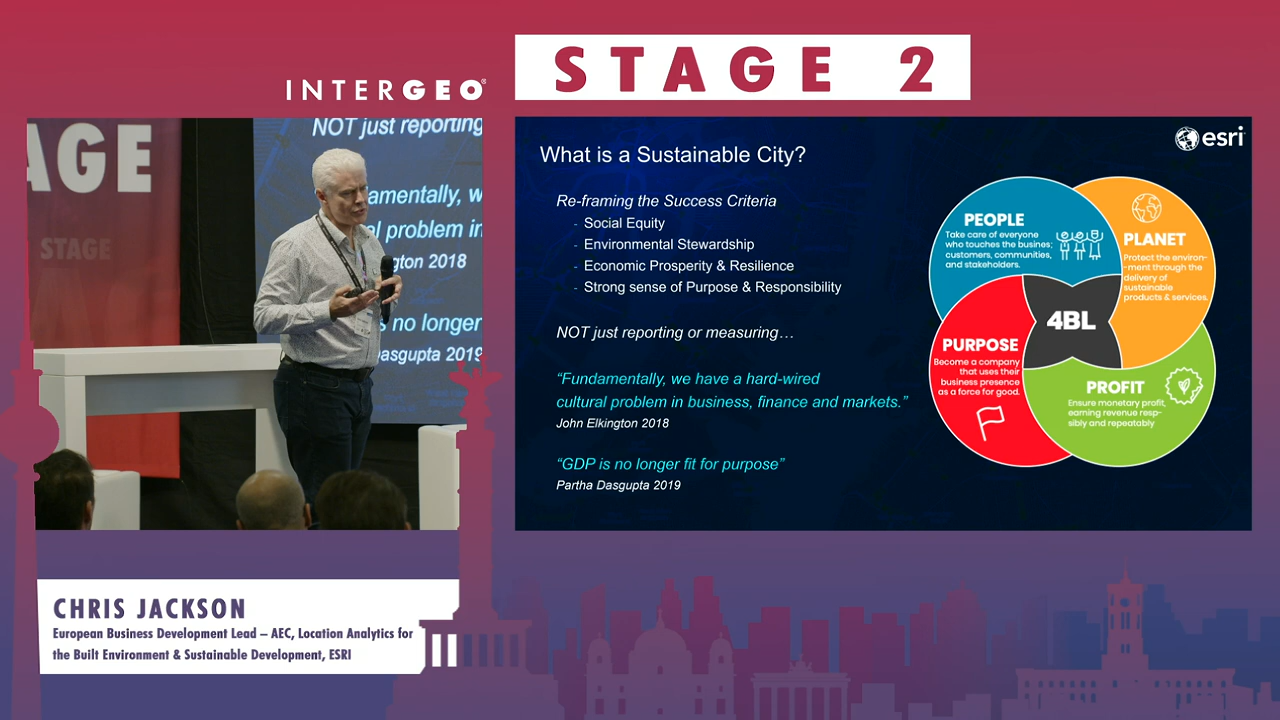 INTERGEO®
STAGE 2
AGE
STAGE
NOT just reporting
amentally, w
al problem in
gton 2018
s no longer
Dasgupta 2019
esri
What is a Sustainable City?
Re-framing the Success Criteria
- Social Equity
- Environmental Stewardship
- Economic Prosperity & Resilience
- Strong sense of Purpose & Responsibility
NOT just reporting or measuring…
“Fundamentally, we have a hard-wired
cultural problem in business, finance and markets.”
John Elkington 2018
“GDP is no longer fit for purpose”
Partha Dasgupta 2019
PEOPLE
Take care of everyone
who touches the busines;
customers, communities,
and stakeholders.
PLANET
Protect the environ-
-ment through the
delivery of
sustainable
products & services.
4BL
PURPOSE
Become a company
that uses their
business presence
as a force for good.
PROFIT
Ensure monetary profit,
earning revenue resp-
sibly and repeatably
CHRIS JACKSON
European Business Development Lead – AEC, Location Analytics for
the Built Environment & Sustainable Development, ESRI